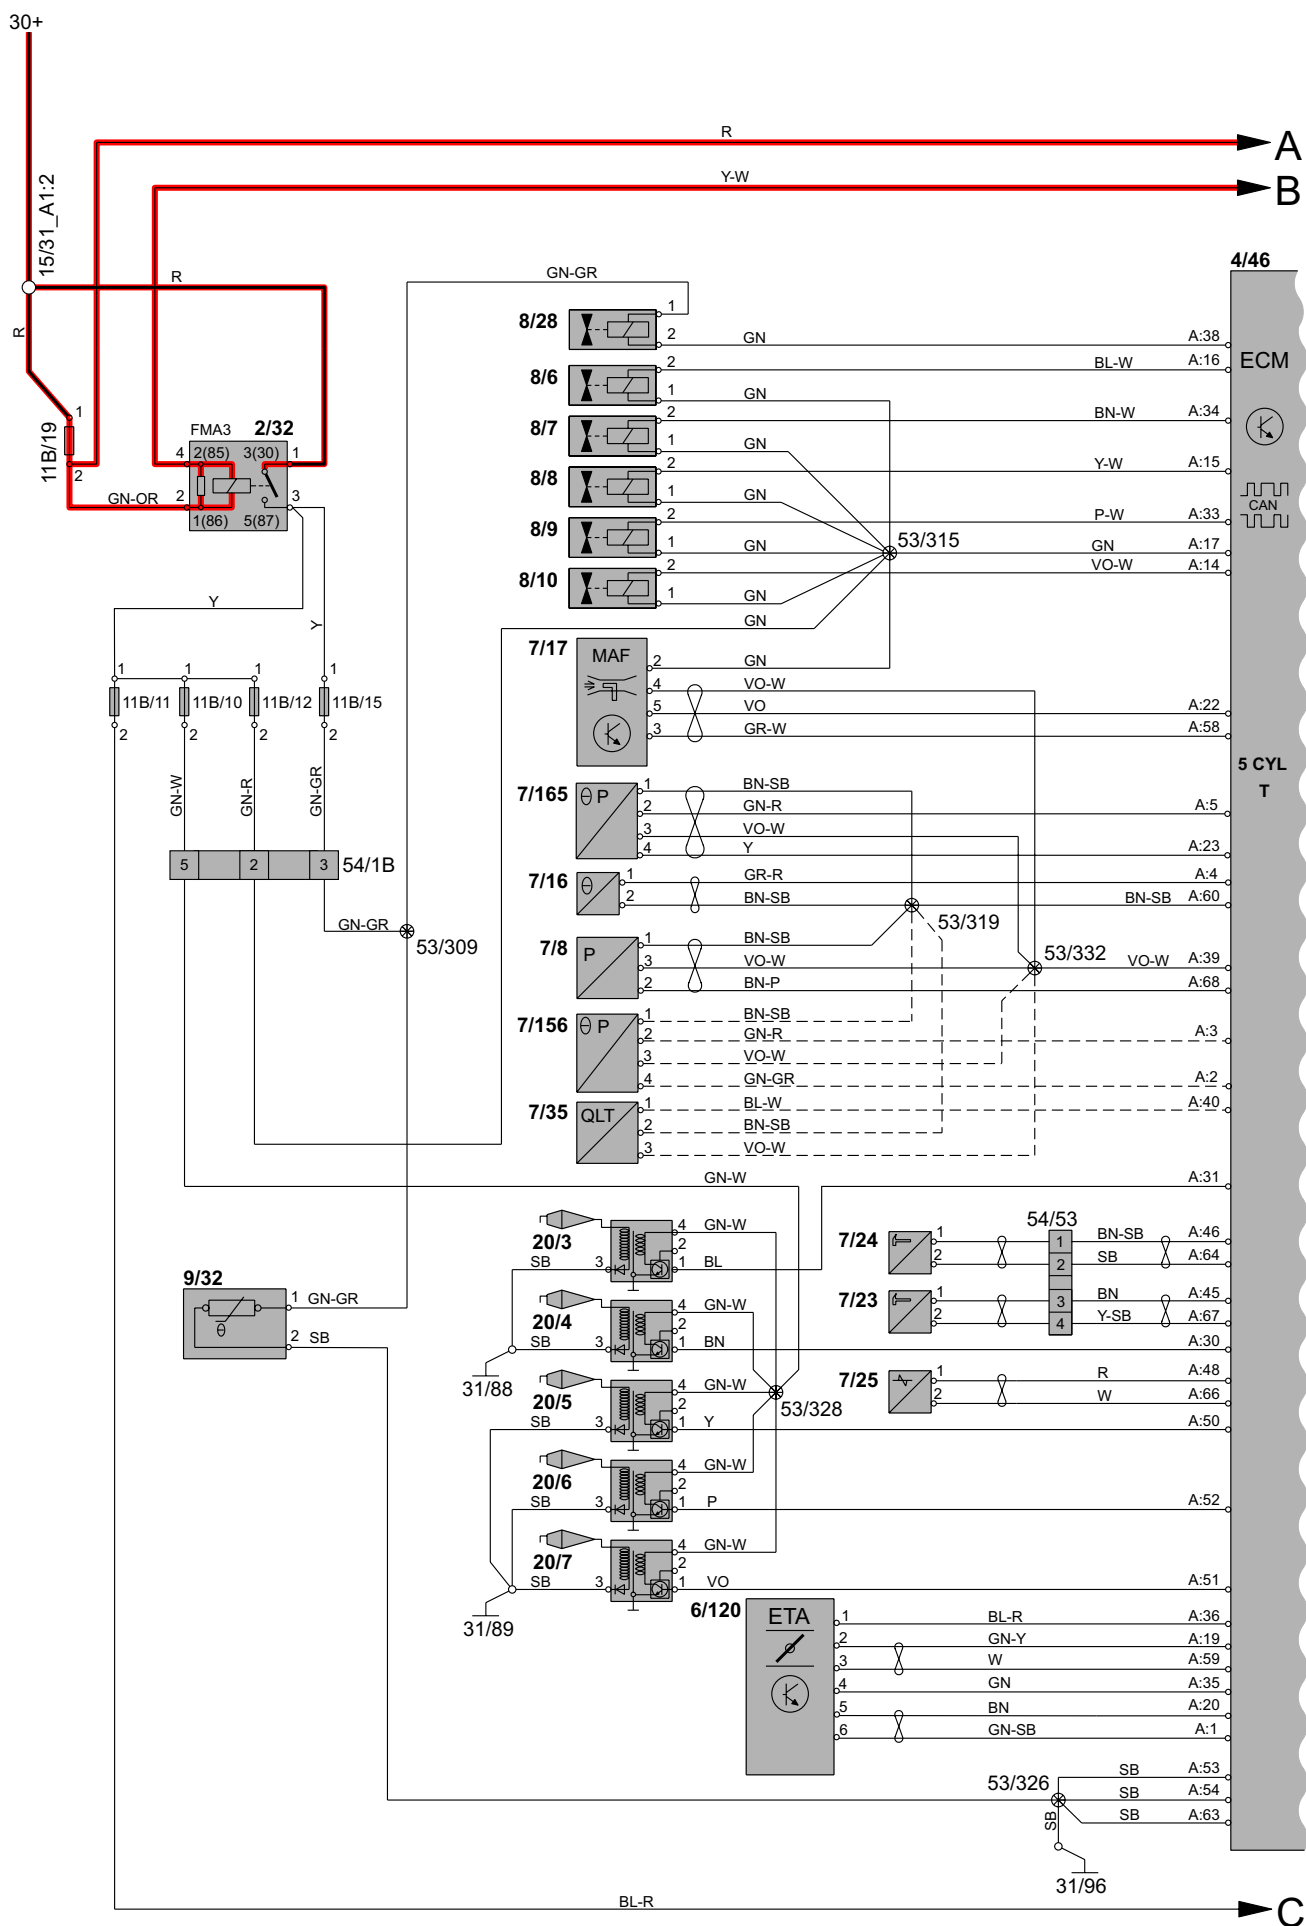 30+
R
A
Y-W
B
15/31_A1:2
R
R
GN-GR
4/46
8/28
1
2
GN
A:38
ECM
8/6
2
BL-W
A:16
1
GN
8/7
2
BN-W
A:34
1
GN
8/8
2
Y-W
A:15
1
GN
CAN
8/9
2
P-W
A:33
1
GN
53/315
GN
A:17
8/10
2
VO-W
A:14
1
GN
GN
1
11B/19
2
FMA3
2/32
4
2(85)
3(30)
1
GN-OR
2
3
1(86)
5(87)
Y
Y
7/17
MAF
2
GN
4
VO-W
5
VO
A:22
3
GR-W
A:58
1
1
1
1
11B/11
11B/10
11B/12
11B/15
2
2
2
2
GN-W
GN-R
GN-GR
5 CYL
T
7/165
θ P
1
BN-SB
2
GN-R
A:5
3
VO-W
4
Y
A:23
5
2
3
54/1B
7/16
θ
1
GR-R
A:4
2
BN-SB
BN-SB
A:60
53/319
GN-GR
53/309
7/8
P
1
BN-SB
3
VO-W
53/332
VO-W
A:39
2
BN-P
A:68
7/156
θ P
1
BN-SB
2
GN-R
A:3
3
VO-W
4
GN-GR
A:2
7/35
QLT
1
BL-W
A:40
2
BN-SB
3
VO-W
GN-W
A:31
20/3
4
GN-W
2
SB
3
1
BL
54/53
7/24
1
1
BN-SB
A:46
2
2
SB
A:64
9/32
1
GN-GR
θ
2
SB
7/23
1
3
BN
A:45
2
4
Y-SB
A:67
20/4
4
GN-W
2
SB
3
1
BN
A:30
31/88
7/25
1
R
A:48
2
W
A:66
20/5
4
GN-W
2
53/328
SB
3
1
Y
A:50
20/6
4
GN-W
2
SB
3
1
P
A:52
20/7
4
GN-W
2
SB
3
1
VO
A:51
31/89
6/120
ETA
1
BL-R
A:36
2
GN-Y
A:19
3
W
A:59
4
GN
A:35
5
BN
A:20
6
GN-SB
A:1
53/326
SB
A:53
SB
A:54
SB
A:63
SB
31/96
BL-R
C